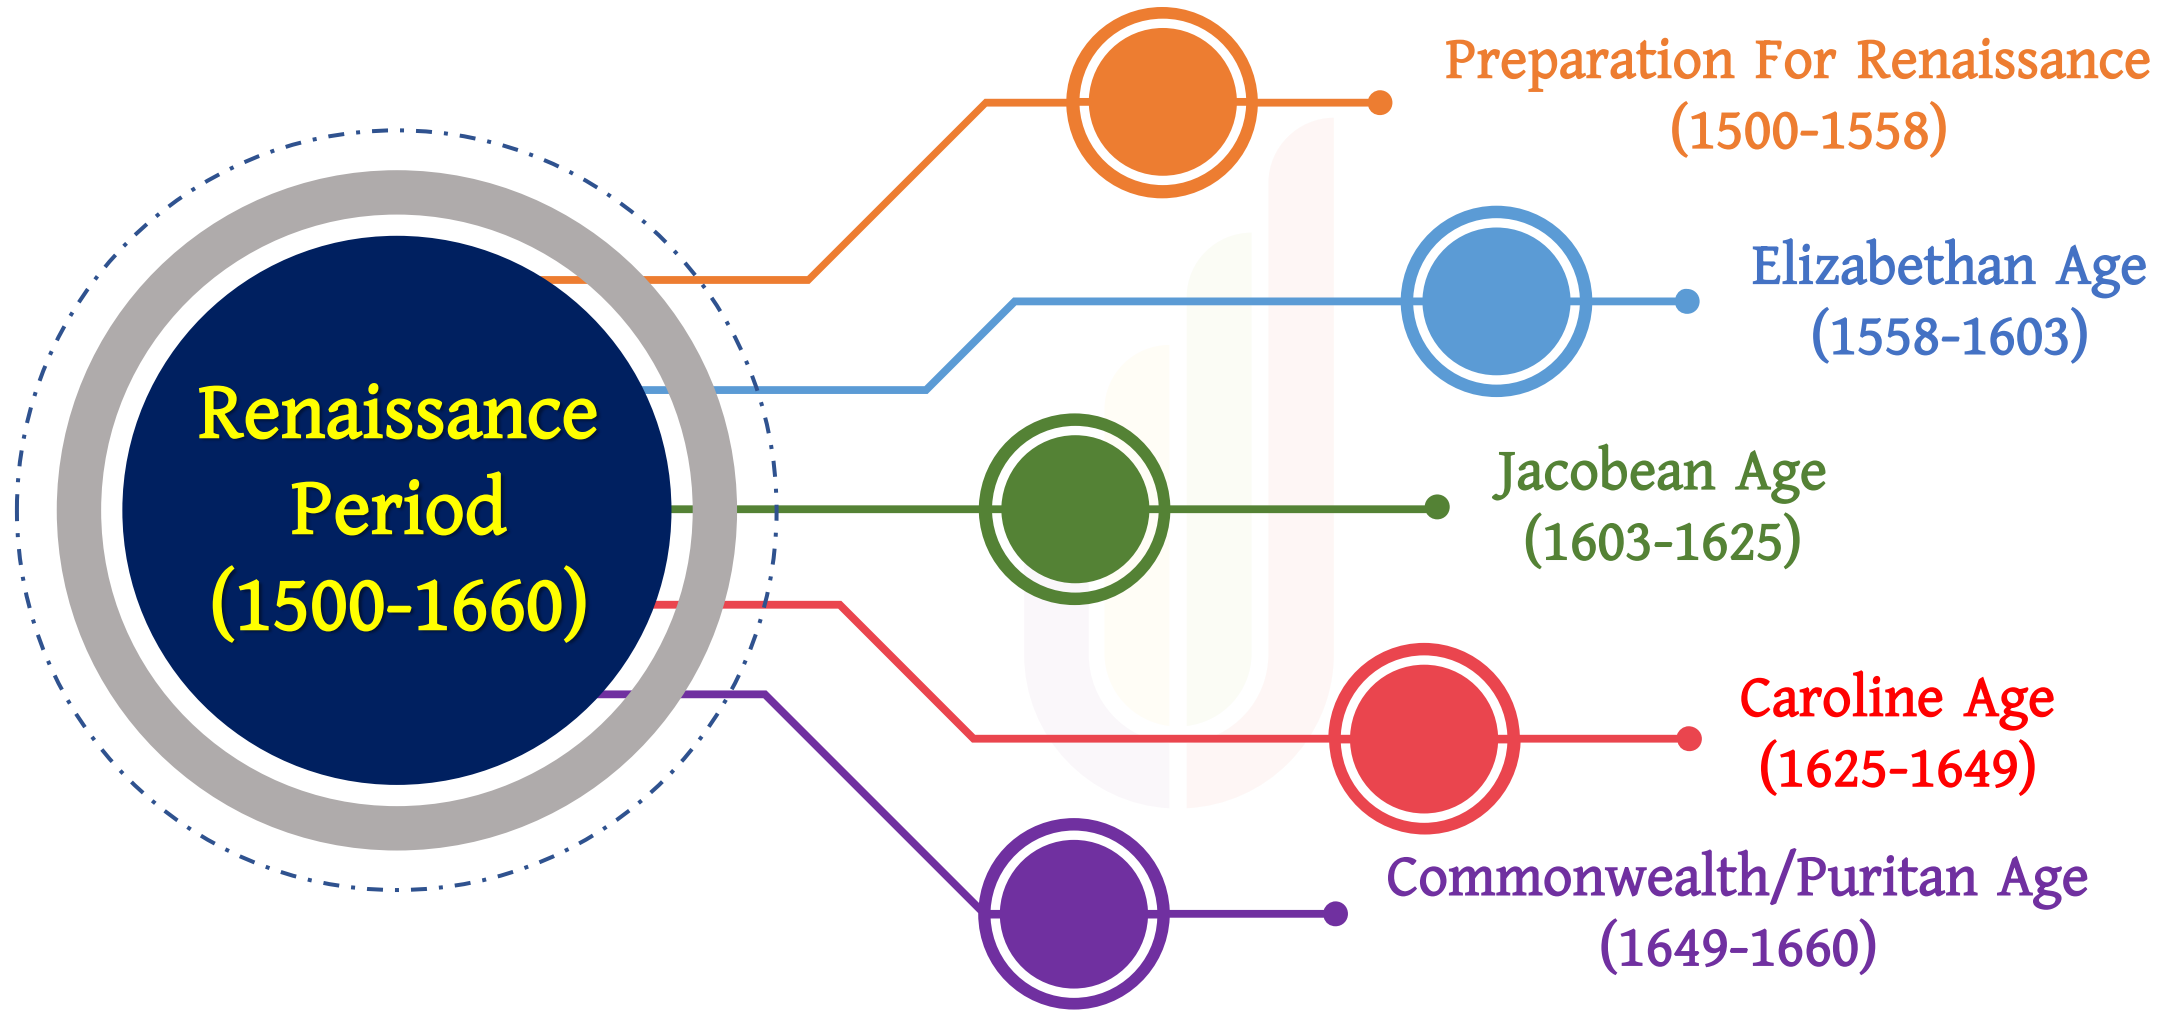 Renaissance
Period
(1500-1660)
Preparation For Renaissance
(1500-1558)
Elizabethan Age
(1558-1603)
Jacobean Age
(1603-1625)
Caroline Age
(1625-1649)
Commonwealth/Puritan Age
(1649-1660)